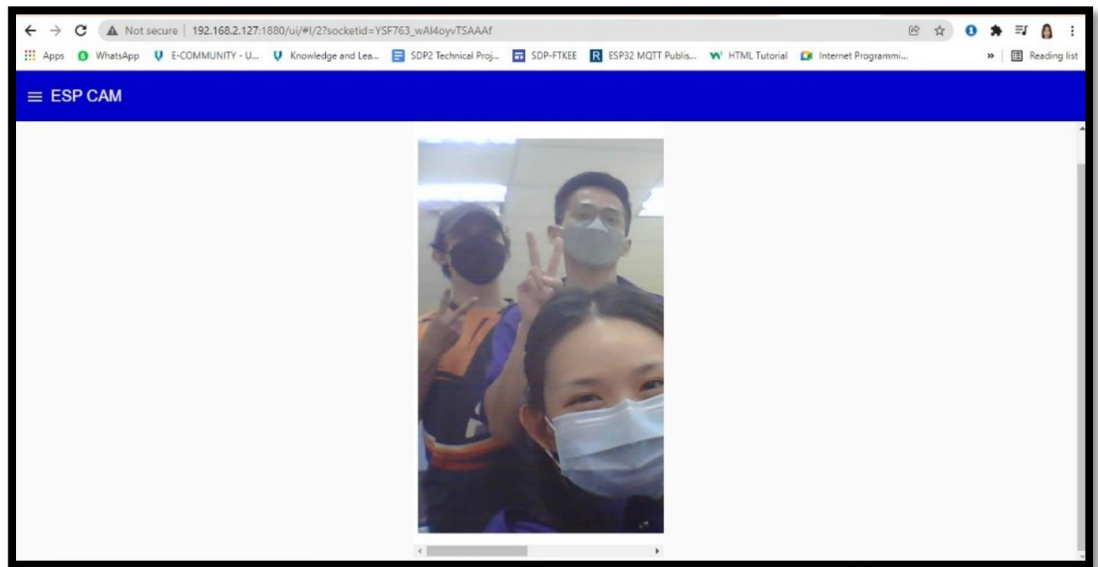 Not secure | 192.168.2.127:1880/ui/#!/2?socketid=YSF763_wAI4oyvTSAAAf
Apps WhatsApp E-COMMUNITY - U... Knowledge and Lea... SDP2 Technical Proj... SDP-FTKEE ESP32 MQTT Publis... HTML Tutorial Internet Programmi... » Reading list
ESP CAM